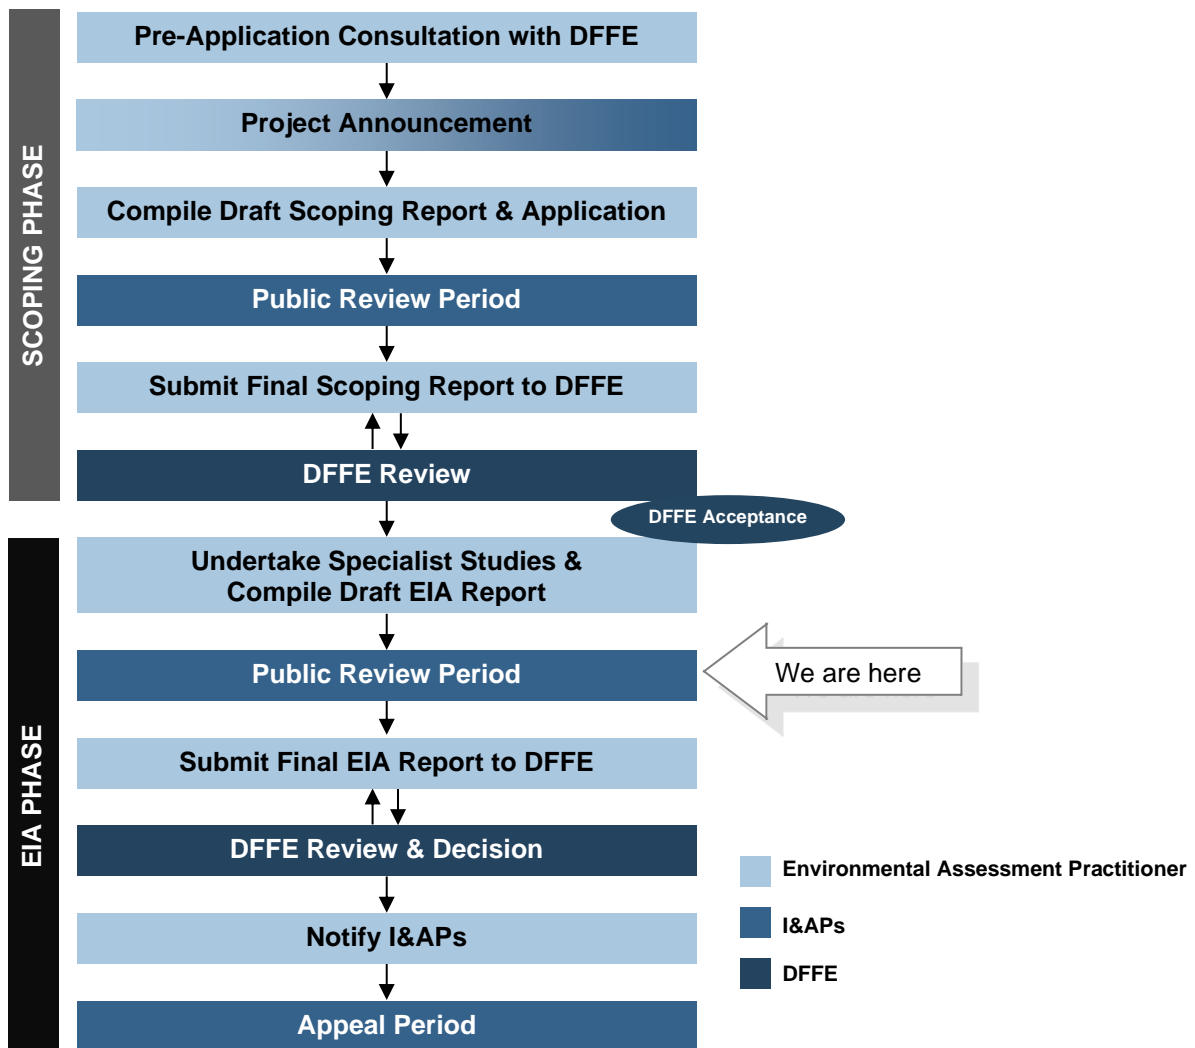 SCOPING PHASE
Pre-Application Consultation with DFFE
Project Announcement
Compile Draft Scoping Report & Application
Public Review Period
Submit Final Scoping Report to DFFE
DFFE Review
DFFE Acceptance
EIA PHASE
Undertake Specialist Studies &
Compile Draft EIA Report
Public Review Period
We are here
Submit Final EIA Report to DFFE
DFFE Review & Decision
Notify I&APs
Appeal Period
Environmental Assessment Practitioner
I&APs
DFFE